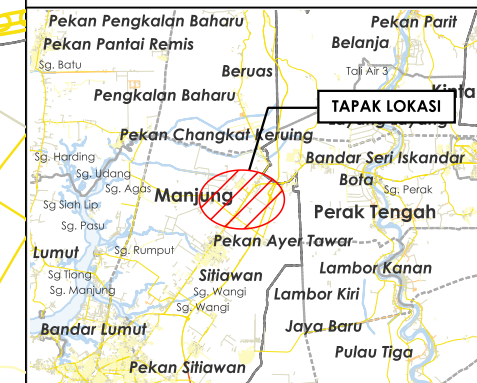 Pekan Pengkalan Baharu
Pekan Parit
Pekan Pantai Remis
Belanja
Sg. Batu
Beruas
Tali Air 3
Kinta
Pengkalan Baharu
TAPAK LOKASI
Layang Layang
Pekan Changkat Keruing
Sg. Harding
Bandar Seri Iskandar
Sg. Udang
Bota
Sg. Agas
Sg. Perak
Manjung
Sg Siah Lip
Perak Tengah
Sg. Pasu
Pekan Ayer Tawar
Lumut
Sg. Rumput
Lambor Kanan
Sg Tiong
Sitiawan
Sg. Manjung
Sg. Wangi
Lambor Kiri
Sg. Wangi
Bandar Lumut
Jaya Baru
Pulau Tiga
Pekan Sitiawan